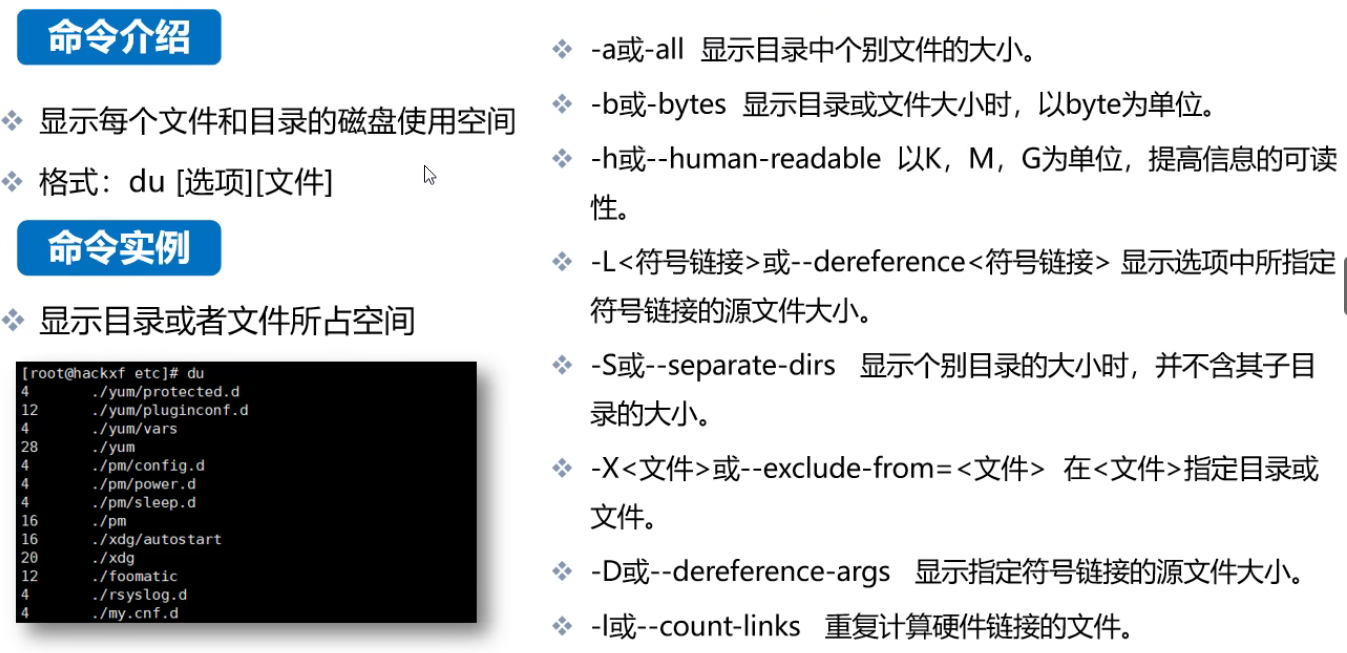 命令介绍
显示每个文件和目录的磁盘使用空间
格式：du [选项][文件]
命令实例
显示目录或者文件所占空间
[root@hackxf etc]# du
4 ./yum/protected.d
12 ./yum/pluginconf.d
4 ./yum/vars
28 ./yum
4 ./pm/config.d
4 ./pm/power.d
4 ./pm/sleep.d
16 ./pm
16 ./xdg/autostart
20 ./xdg
12 ./foomatic
4 ./rsyslog.d
4 ./my.cnf.d
-a或-all 显示目录中个别文件的大小。
-b或-bytes 显示目录或文件大小时，以byte为单位。
-h或--human-readable 以K，M，G为单位，提高信息的可读
性。
-L<符号链接>或--dereference<符号链接> 显示选项中所指定
符号链接的源文件大小。
-S或--separate-dirs 显示个别目录的大小时，并不含其子目
录的大小。
-X<文件>或--exclude-from=<文件> 在<文件>指定目录或
文件。
-D或--dereference-args 显示指定符号链接的源文件大小。
-l或--count-links 重复计算硬件链接的文件。